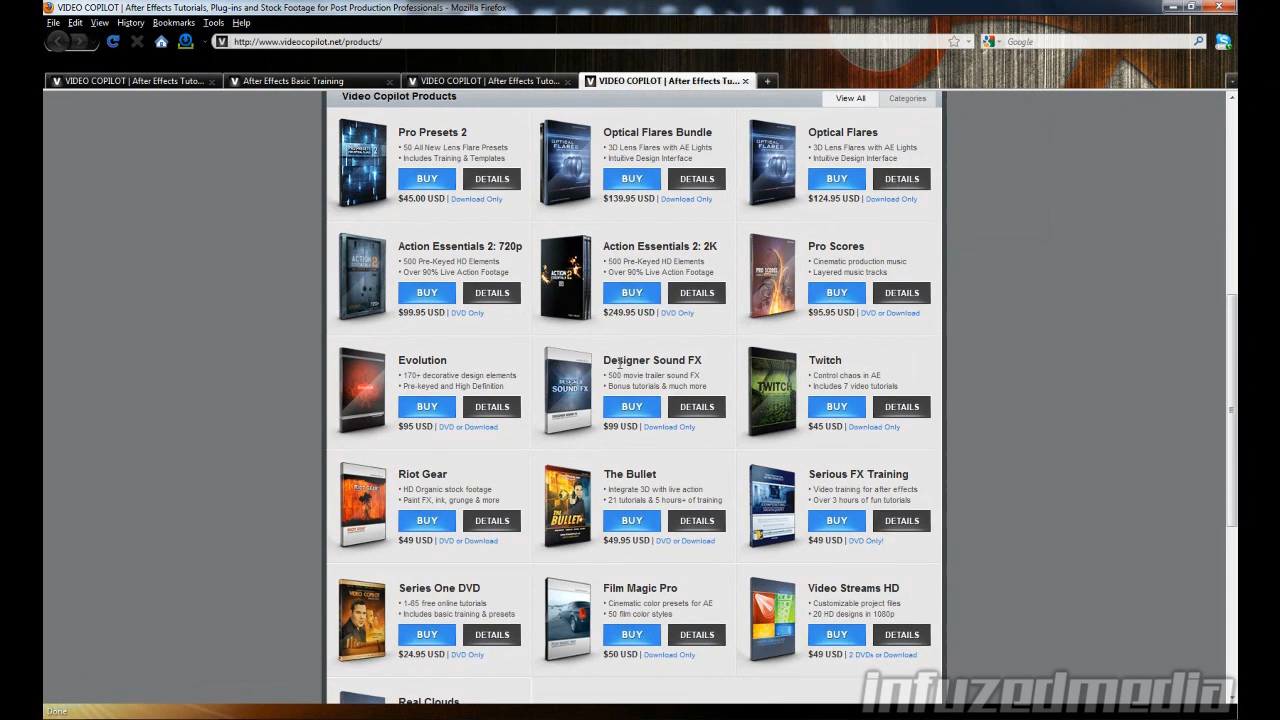 VIDEO COPILOT | After Effects Tutorials, Plug-ins and Stock Footage for Post Production Professionals - Mozilla Firefox
File Edit View History Bookmarks Tools Help
http://www.videocopilot.net/products/
Google
VIDEO COPILOT | After Effects Tuto...
After Effects Basic Training
VIDEO COPILOT | After Effects Tuto...
VIDEO COPILOT | After Effects Tu...
Video Copilot Products
View All
Categories
Pro Presets 2
• 50 All New Lens Flare Presets
• Includes Training & Templates
BUY DETAILS
$45.00 USD | Download Only
Optical Flares Bundle
• 3D Lens Flares with AE Lights
• Intuitive Design Interface
BUY DETAILS
$139.95 USD | Download Only
Optical Flares
• 3D Lens Flares with AE Lights
• Intuitive Design Interface
BUY DETAILS
$124.95 USD | Download Only
Action Essentials 2: 720p
• 500 Pre-Keyed HD Elements
• Over 90% Live Action Footage
BUY DETAILS
$99.95 USD | DVD Only
Action Essentials 2: 2K
• 500 Pre-Keyed HD Elements
• Over 90% Live Action Footage
BUY DETAILS
$249.95 USD | DVD Only
Pro Scores
• Cinematic production music
• Layered music tracks
BUY DETAILS
$95.95 USD | DVD or Download
Evolution
• 170+ decorative design elements
• Pre-keyed and High Definition
BUY DETAILS
$95 USD | DVD or Download
Designer Sound FX
• 500 movie trailer sound FX
• Bonus tutorials & much more
BUY DETAILS
$99 USD | Download Only
Twitch
• Control chaos in AE
• Includes 7 video tutorials
BUY DETAILS
$45 USD | Download Only
Riot Gear
• HD Organic stock footage
• Paint FX, ink, grunge & more
BUY DETAILS
$49 USD | DVD or Download
The Bullet
• Integrate 3D with live action
• 21 tutorials & 5 hours+ of training
BUY DETAILS
$49.95 USD | DVD or Download
Serious FX Training
• Video training for after effects
• Over 3 hours of fun tutorials
BUY DETAILS
$49 USD | DVD Only!
Series One DVD
• 1-65 free online tutorials
• Includes basic training & presets
BUY DETAILS
$24.95 USD | DVD Only
Film Magic Pro
• Cinematic color presets for AE
• 50 film color styles
BUY DETAILS
$50 USD | Download Only
Video Streams HD
• Customizable project files
• 20 HD designs in 1080p
BUY DETAILS
$49 USD | 2 DVDs or Download
Real Clouds
Done
infuzedmedia